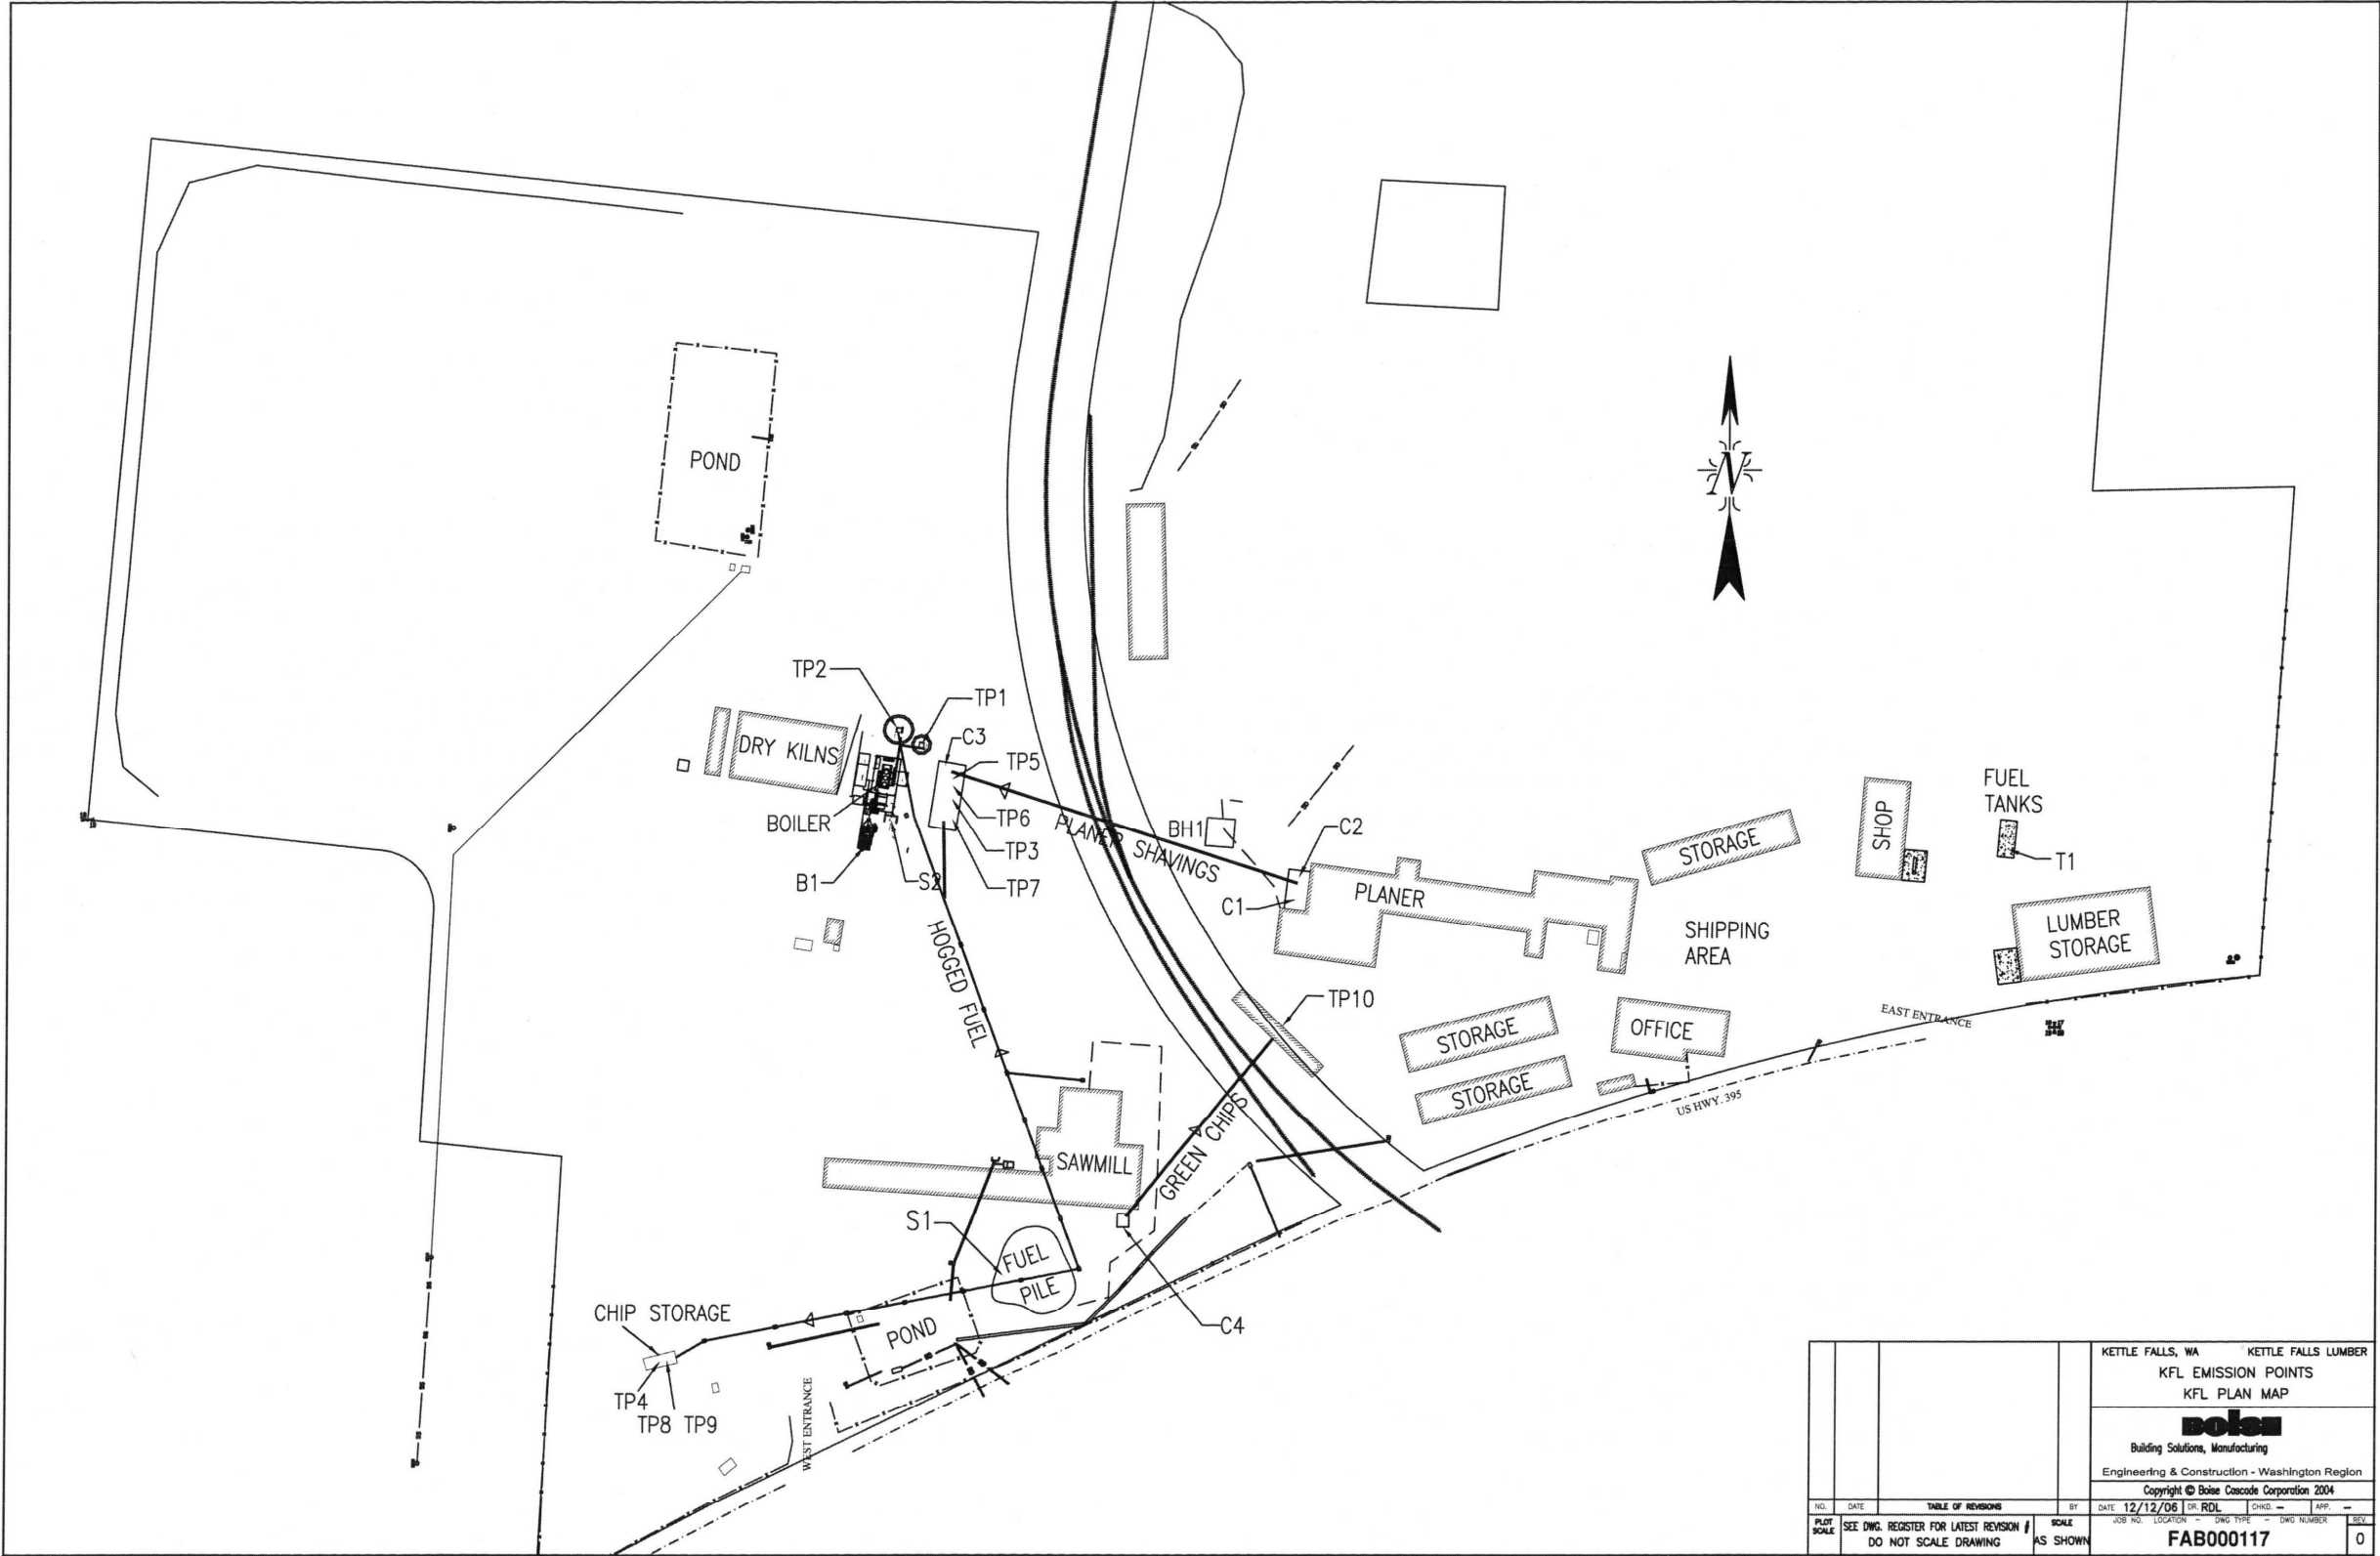 POND
TP2
TP1
C3
DRY KILNS
TP5
BOILER
TP6
TP3
B1
S2
TP7
PLANER SHAVINGS
BH1
C2
C1
PLANER
HOGGED FUEL
N
STORAGE
SHOP
FUEL
TANKS
T1
SHIPPING
AREA
LUMBER
STORAGE
TP10
STORAGE
STORAGE
OFFICE
EAST ENTRANCE
US HWY. 395
SAWMILL
GREEN CHIPS
S1
FUEL
PILE
C4
CHIP STORAGE
POND
TP4
TP8 TP9
WEST ENTRANCE
KETTLE FALLS, WA KETTLE FALLS LUMBER
KFL EMISSION POINTS
KFL PLAN MAP
Boise
Building Solutions, Manufacturing
Engineering & Construction - Washington Region
Copyright © Boise Cascade Corporation 2004
NO. DATE TABLE OF REVISIONS BY
DATE 12/12/06 DR. RDL CHKD. - APP. -
PLOT
SCALE
SEE DWG. REGISTER FOR LATEST REVISION #
DO NOT SCALE DRAWING
SCALE
AS SHOWN
JOB NO. LOCATION - DWG TYPE - DWG NUMBER REV.
FAB000117 0